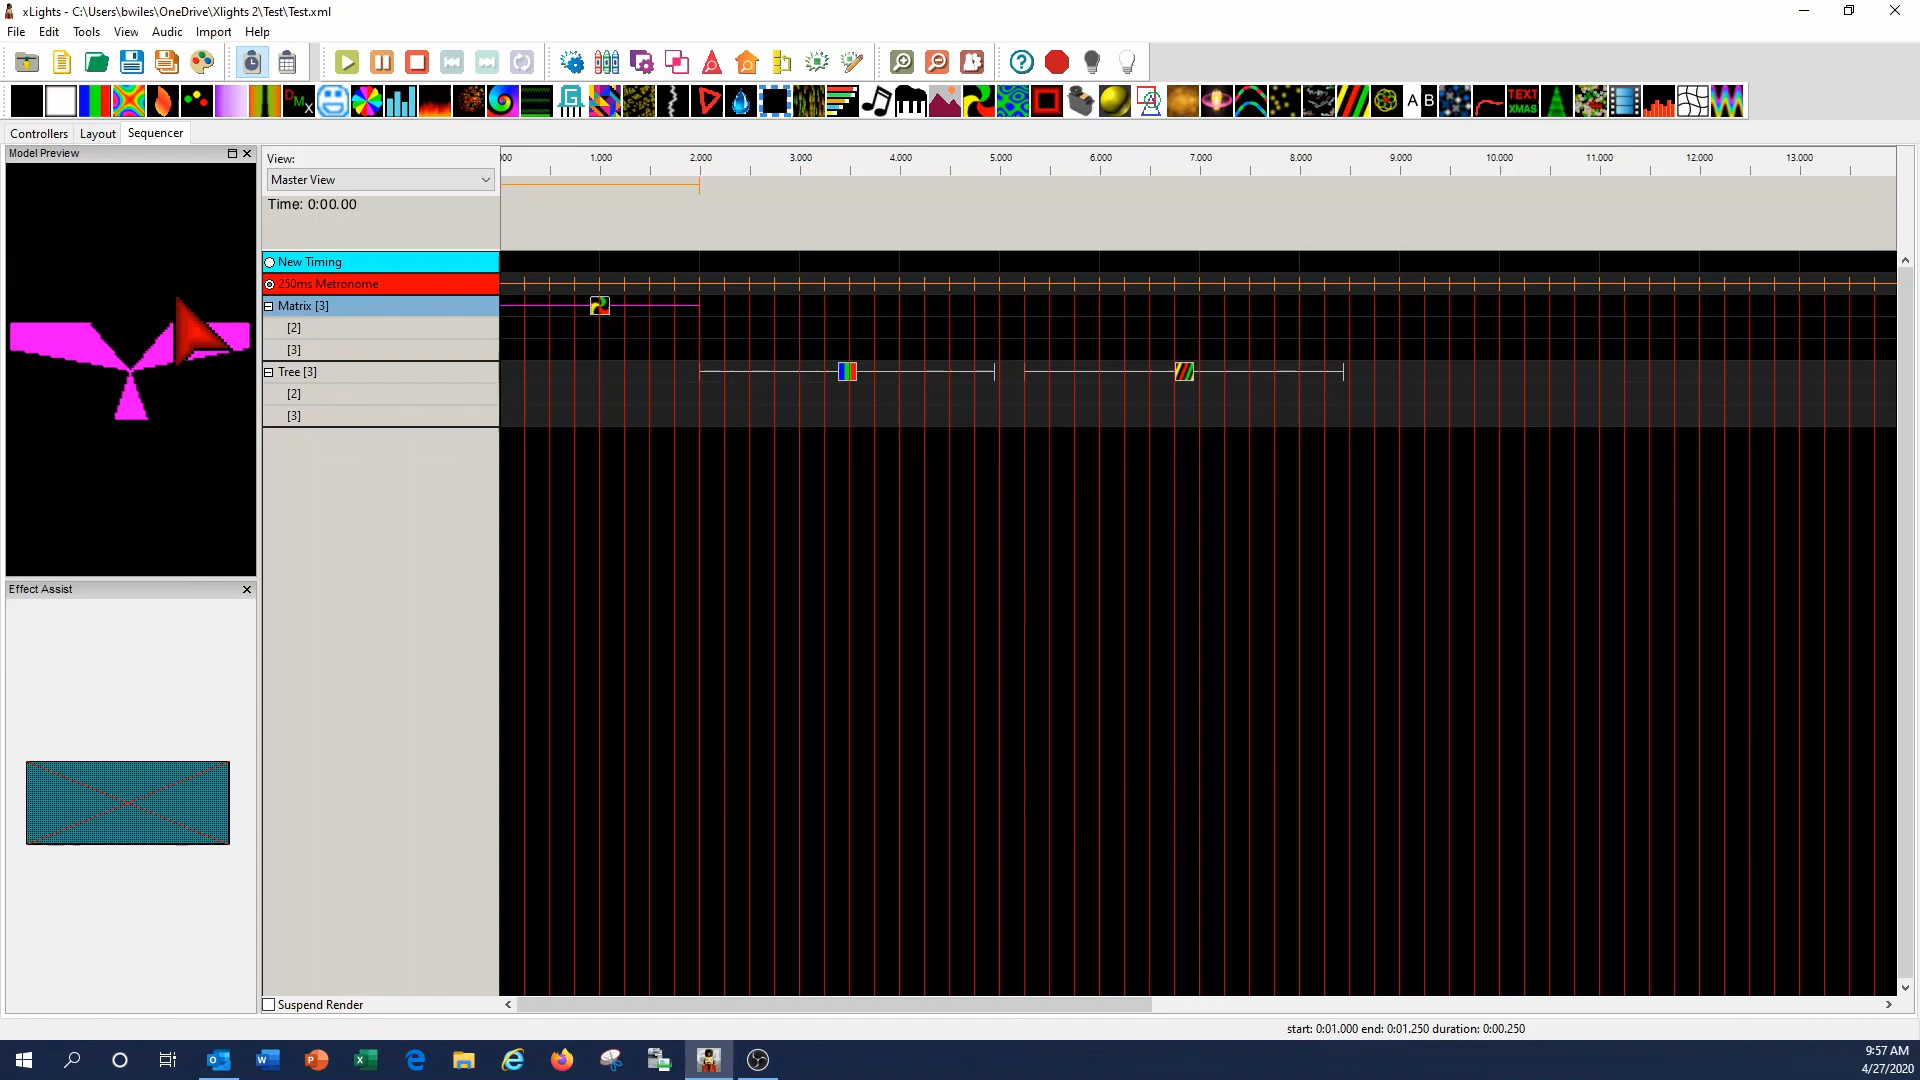 xLights - C:\Users\bwiles\OneDrive\Xlights 2\Test\Test.xml
File Edit Tools View Audic Import Help
DMX A B TEXT XMAS
Controllers Layout Sequencer
Model Preview
View:
Master View
Time: 0:00.00
00 1.000 2.000 3.000 4.000 5.000 6.000 7.000 8.000 9.000 10.000 11.000 12.000 13.000
New Timing
250ms Metronome
Matrix [3]
[2]
[3]
Tree [3]
[2]
[3]
Effect Assist
Suspend Render
start: 0:01.000 end: 0:01.250 duration: 0:00.250
9:57 AM
4/27/2020